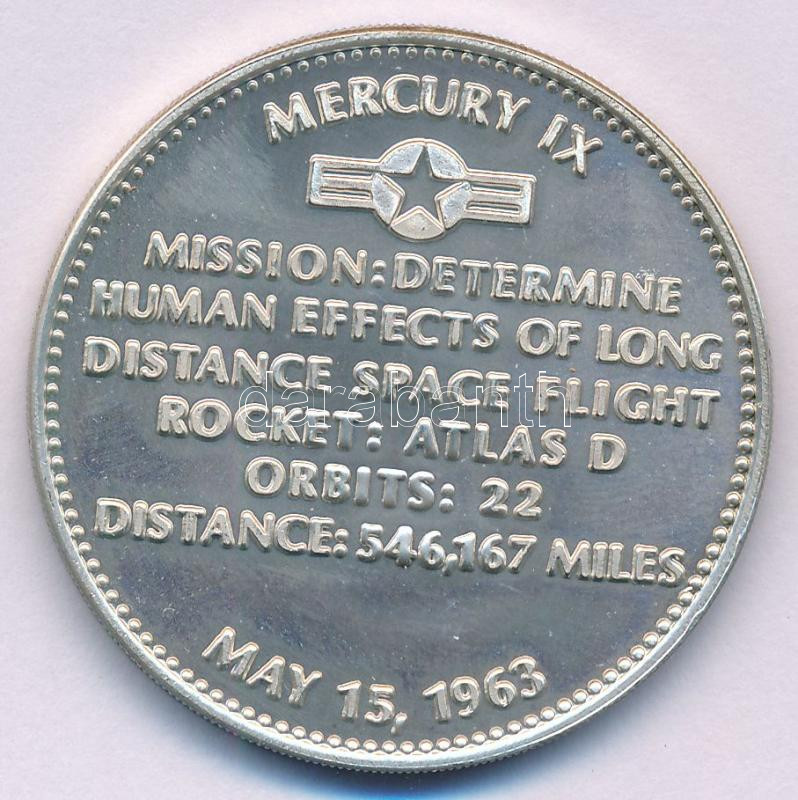 MERCURY IX
MISSION: DETERMINE
HUMAN EFFECTS OF LONG
DISTANCE SPACE FLIGHT
darabanth
ROCKET: ATLAS D
ORBITS: 22
DISTANCE: 546,167 MILES
MAY 15, 1963